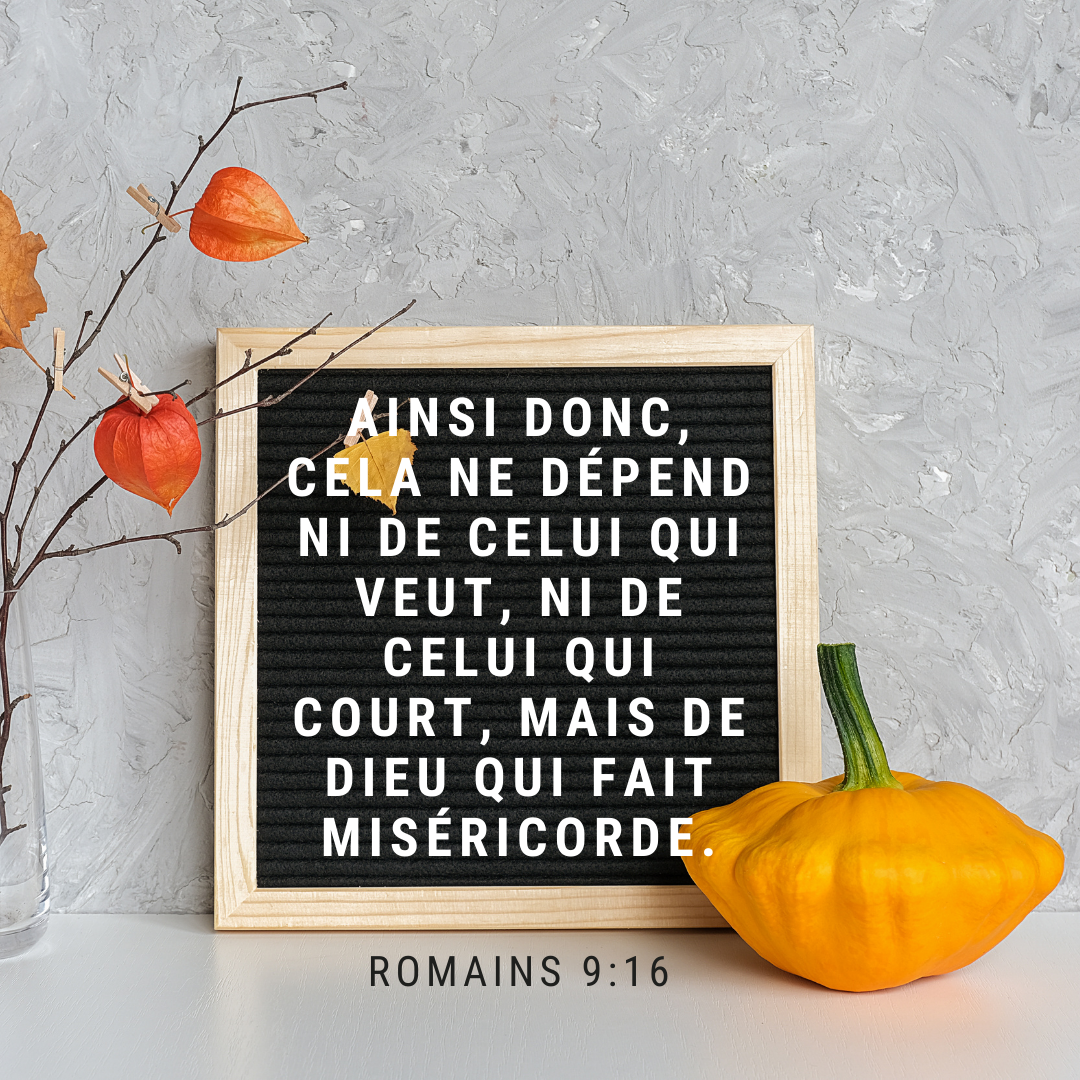 AINSI DONC,
CELA NE DÉPEND
NI DE CELUI QUI
VEUT, NI DE
CELUI QUI
COURT, MAIS DE
DIEU QUI FAIT
MISÉRICORDE.
ROMAINS 9:16